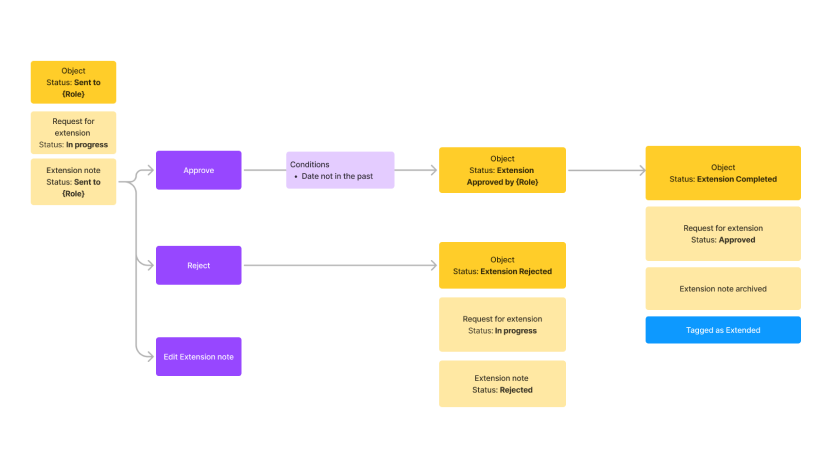 Object
Status: Sent to
{Role}
Request for
extension
Status: In progress
Extension note
Status: Sent to
{Role}
Approve
Conditions
• Date not in the past
Object
Status: Extension
Approved by {Role}
Object
Status: Extension Completed
Request for extension
Status: Approved
Extension note archived
Tagged as Extended
Reject
Object
Status: Extension Rejected
Request for extension
Status: In progress
Extension note
Status: Rejected
Edit Extension note